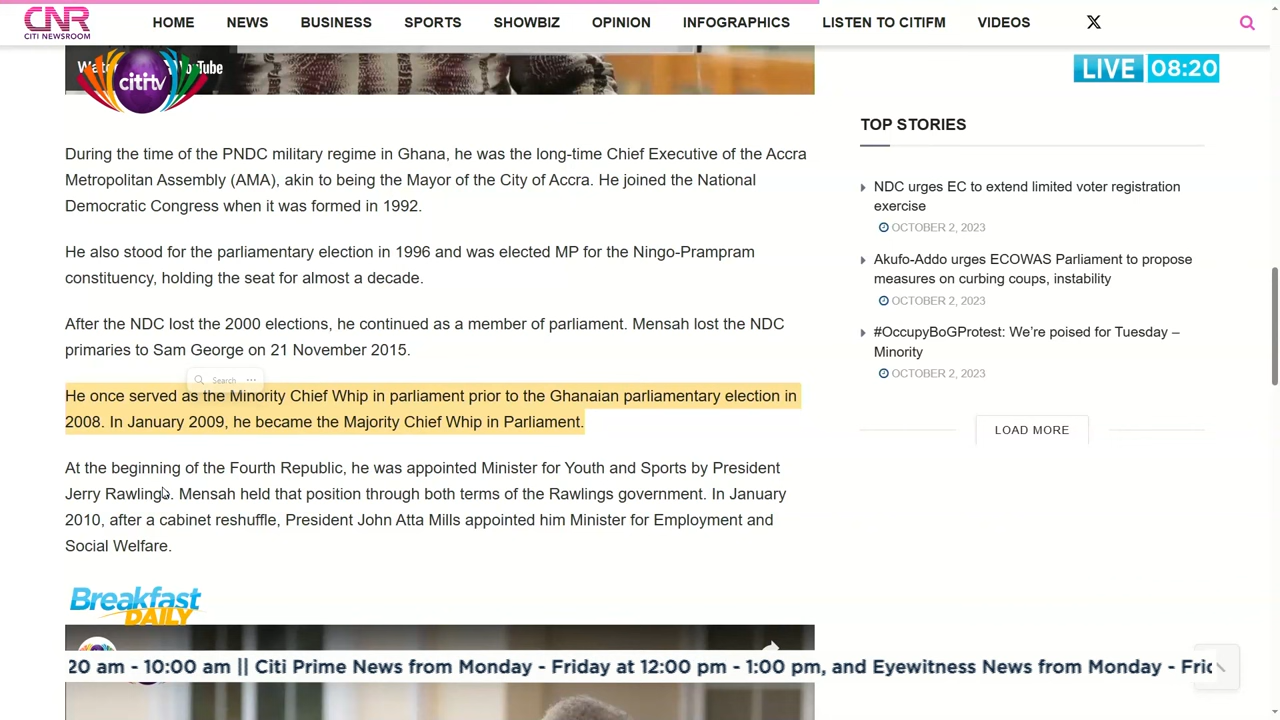 CNR
CITI NEWSROOM
HOME NEWS BUSINESS SPORTS SHOWBIZ OPINION INFOGRAPHICS LISTEN TO CITIFM VIDEOS
cititv
LIVE 08:20
During the time of the PNDC military regime in Ghana, he was the long-time Chief Executive of the Accra
Metropolitan Assembly (AMA), akin to being the Mayor of the City of Accra. He joined the National
Democratic Congress when it was formed in 1992.
He also stood for the parliamentary election in 1996 and was elected MP for the Ningo-Prampram
constituency, holding the seat for almost a decade.
After the NDC lost the 2000 elections, he continued as a member of parliament. Mensah lost the NDC
primaries to Sam George on 21 November 2015.
Search
He once served as the Minority Chief Whip in parliament prior to the Ghanaian parliamentary election in
2008. In January 2009, he became the Majority Chief Whip in Parliament.
At the beginning of the Fourth Republic, he was appointed Minister for Youth and Sports by President
Jerry Rawlings. Mensah held that position through both terms of the Rawlings government. In January
2010, after a cabinet reshuffle, President John Atta Mills appointed him Minister for Employment and
Social Welfare.
TOP STORIES
NDC urges EC to extend limited voter registration
exercise
OCTOBER 2, 2023
Akufo-Addo urges ECOWAS Parliament to propose
measures on curbing coups, instability
OCTOBER 2, 2023
#OccupyBoGProtest: We're poised for Tuesday –
Minority
OCTOBER 2, 2023
LOAD MORE
Breakfast
DAILY
20 am - 10:00 am || Citi Prime News from Monday - Friday at 12:00 pm - 1:00 pm, and Eyewitness News from Monday - Fri